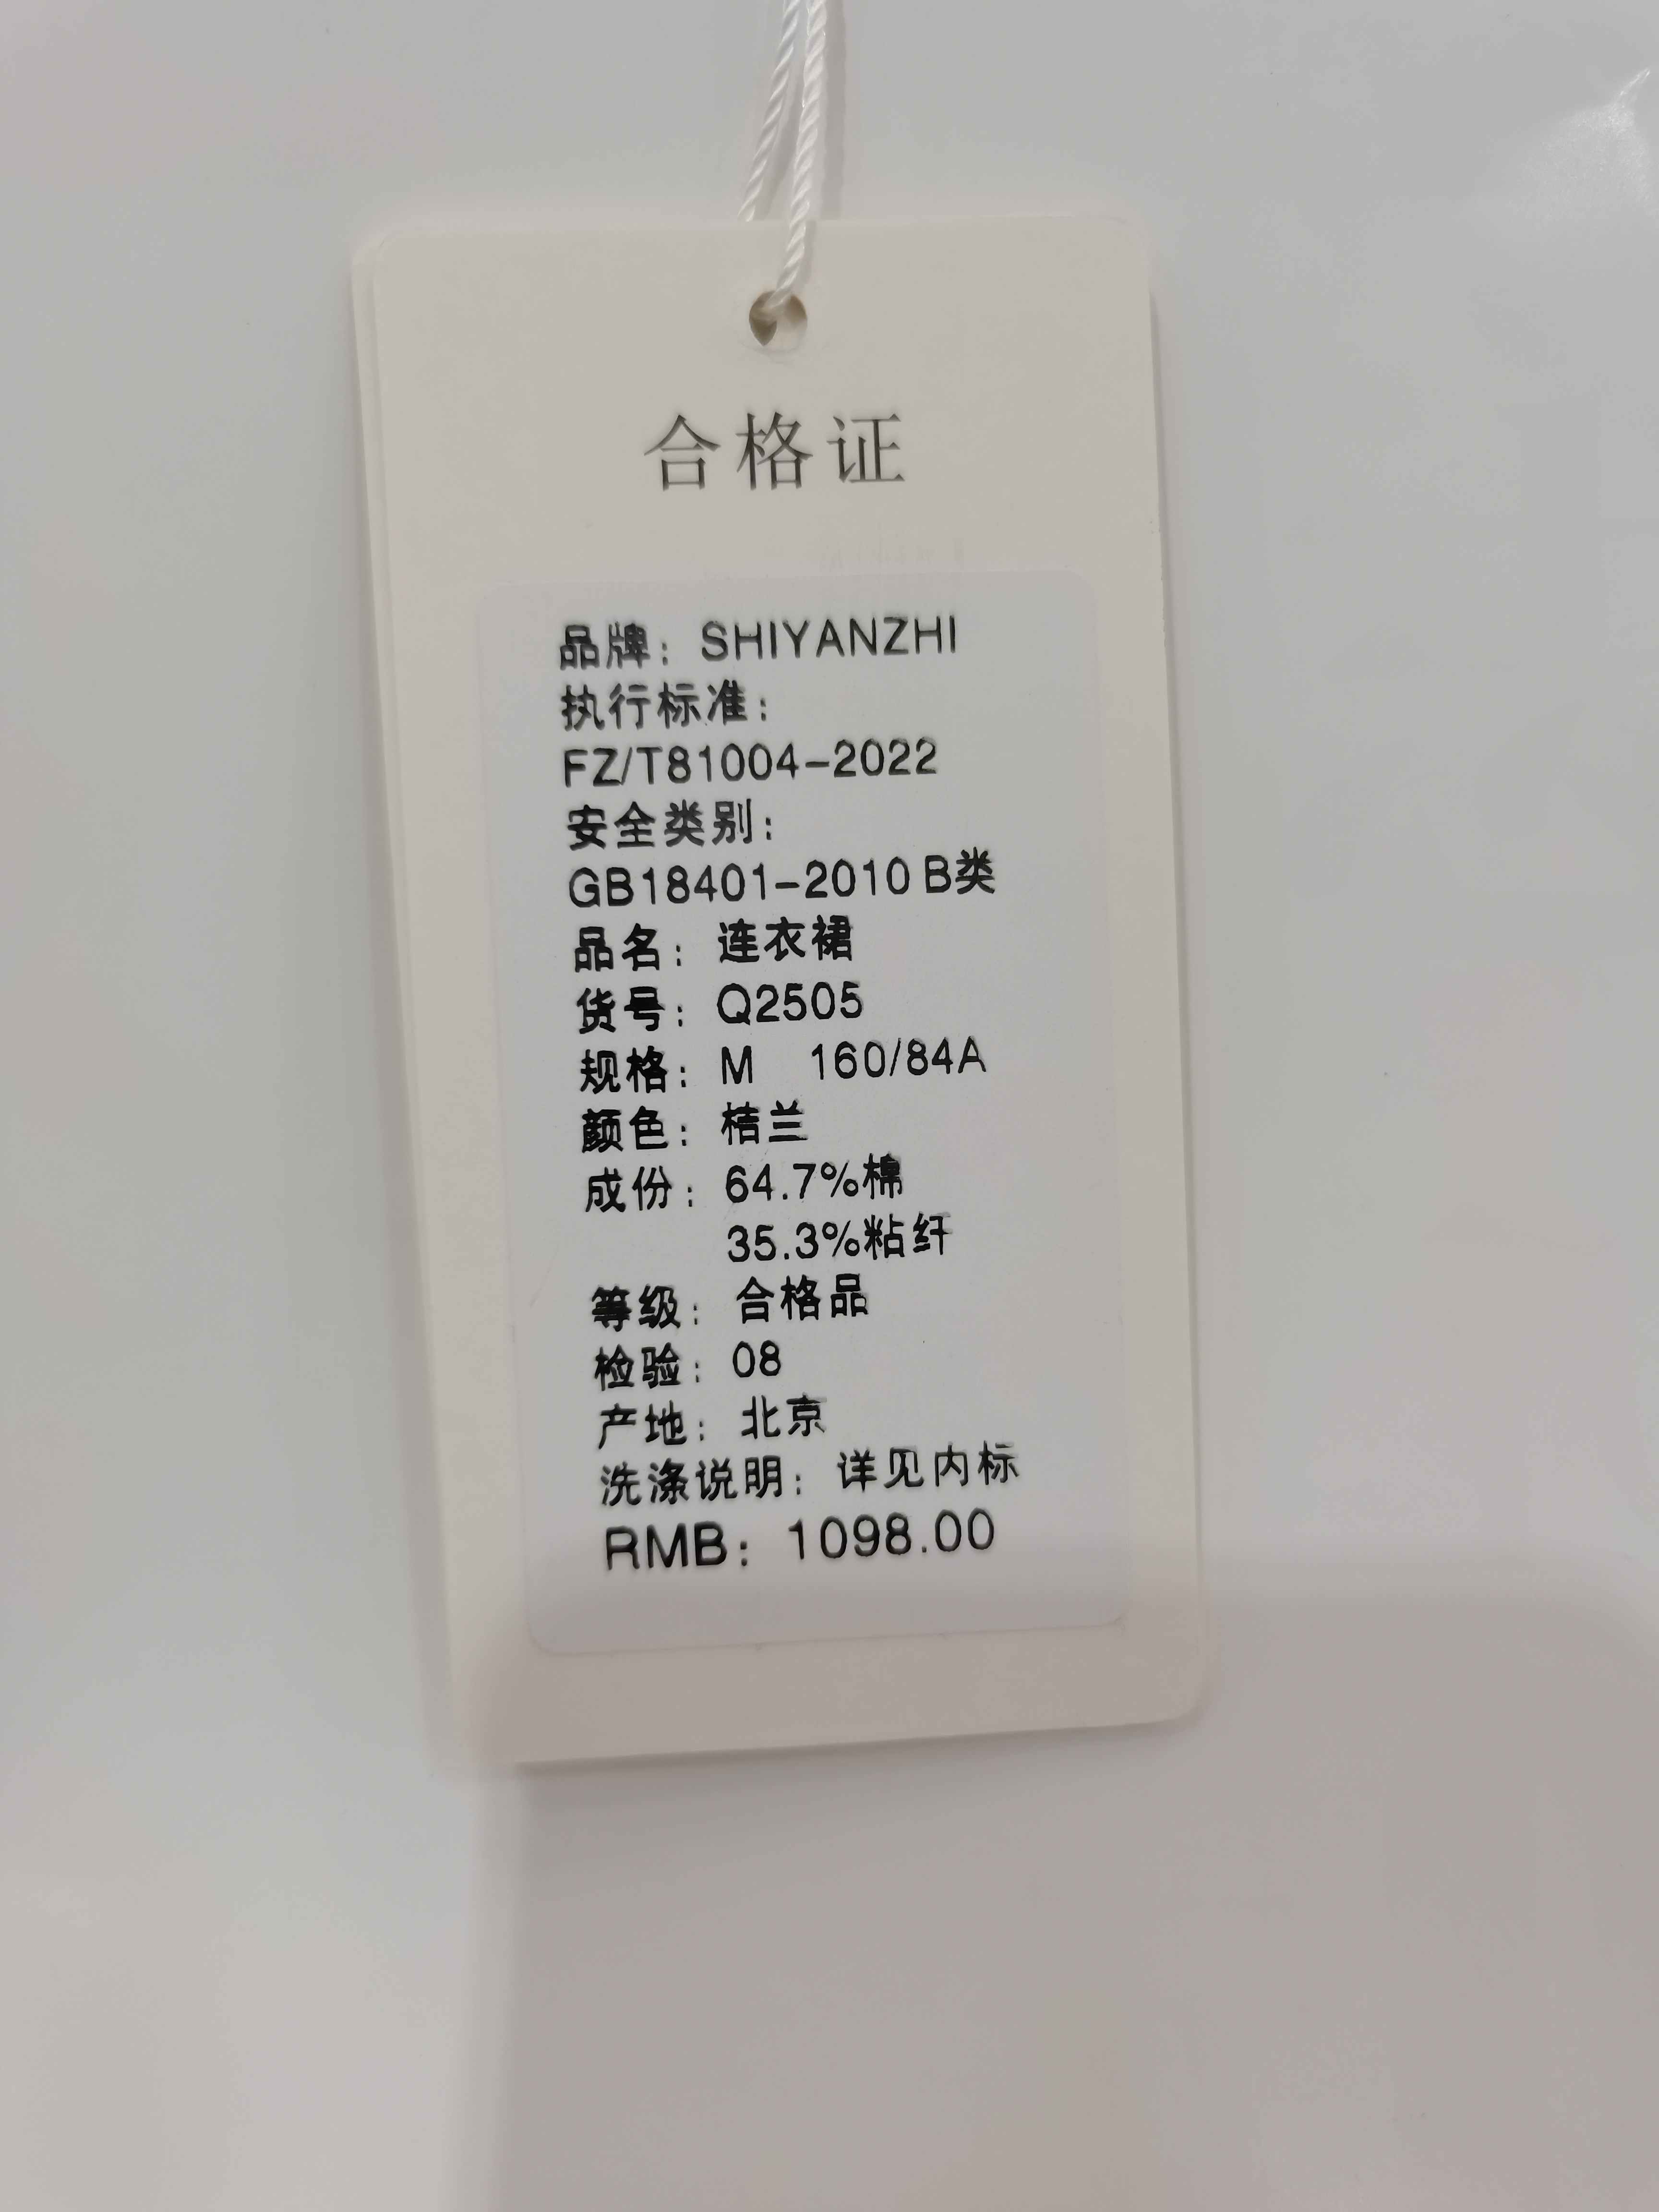 合格证
品牌：SHIYANZHI
执行标准：
FZ/T81004-2022
安全类别：
GB18401-2010 B类
品名：连衣裙
货号：Q2505
规格：M 160/84A
颜色：桔兰
成份：64.7%棉
35.3%粘纤
等级：合格品
检验：08
产地：北京
洗涤说明：详见内标
RMB：1098.00